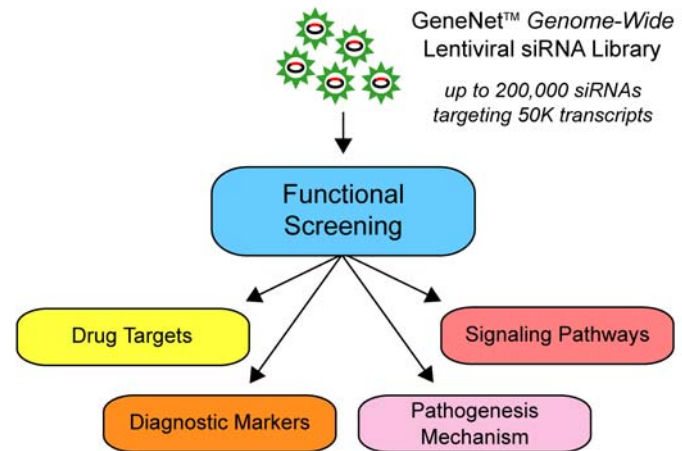 GeneNet™ Genome-Wide
Lentiviral siRNA Library
up to 200,000 siRNAs
targeting 50K transcripts
Functional
Screening
Drug Targets
Signaling Pathways
Diagnostic Markers
Pathogenesis
Mechanism